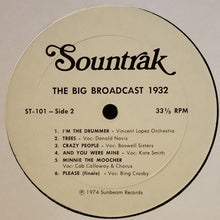 Sountrak
THE BIG BROADCAST 1932
ST-101 – Side 2
33⅓ RPM
1. I'M THE DRUMMER - Vincent Lopez Orchestra
2. TREES - Voc: Donald Novis
3. CRAZY PEOPLE - Voc: Boswell Sisters
4. AND YOU WERE MINE - Voc: Kate Smith
5. MINNIE THE MOOCHER
Voc: Cab Calloway & Chorus
6. PLEASE (finale) - Voc: Bing Crosby
℗ 1974 Sunbeam Records